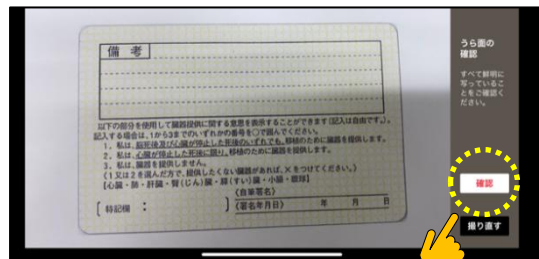 備考
以下の部分を使用して臓器提供に関する意思を表示することができます(記入は自由です。)。
記入する場合は、1から3までのいずれかの番号を○で囲んでください。
1. 私は、脳死後及び心臓が停止した死後のいずれでも、移植のために臓器を提供します。
2. 私は、心臓が停止した死後に限り、移植のために臓器を提供します。
3. 私は、臓器を提供しません。
《1又は2を選んだ方で、提供したくない臓器があれば、×をつけてください。》
【心臓・肺・肝臓・腎(じん)臓・膵(すい)臓・小腸・眼球】
[特記欄: ]
《自筆署名》
《署名年月日》 年 月 日
うら面の
確認
すべて鮮明に
写っているこ
とをご確認く
ださい。
確認
撮り直す